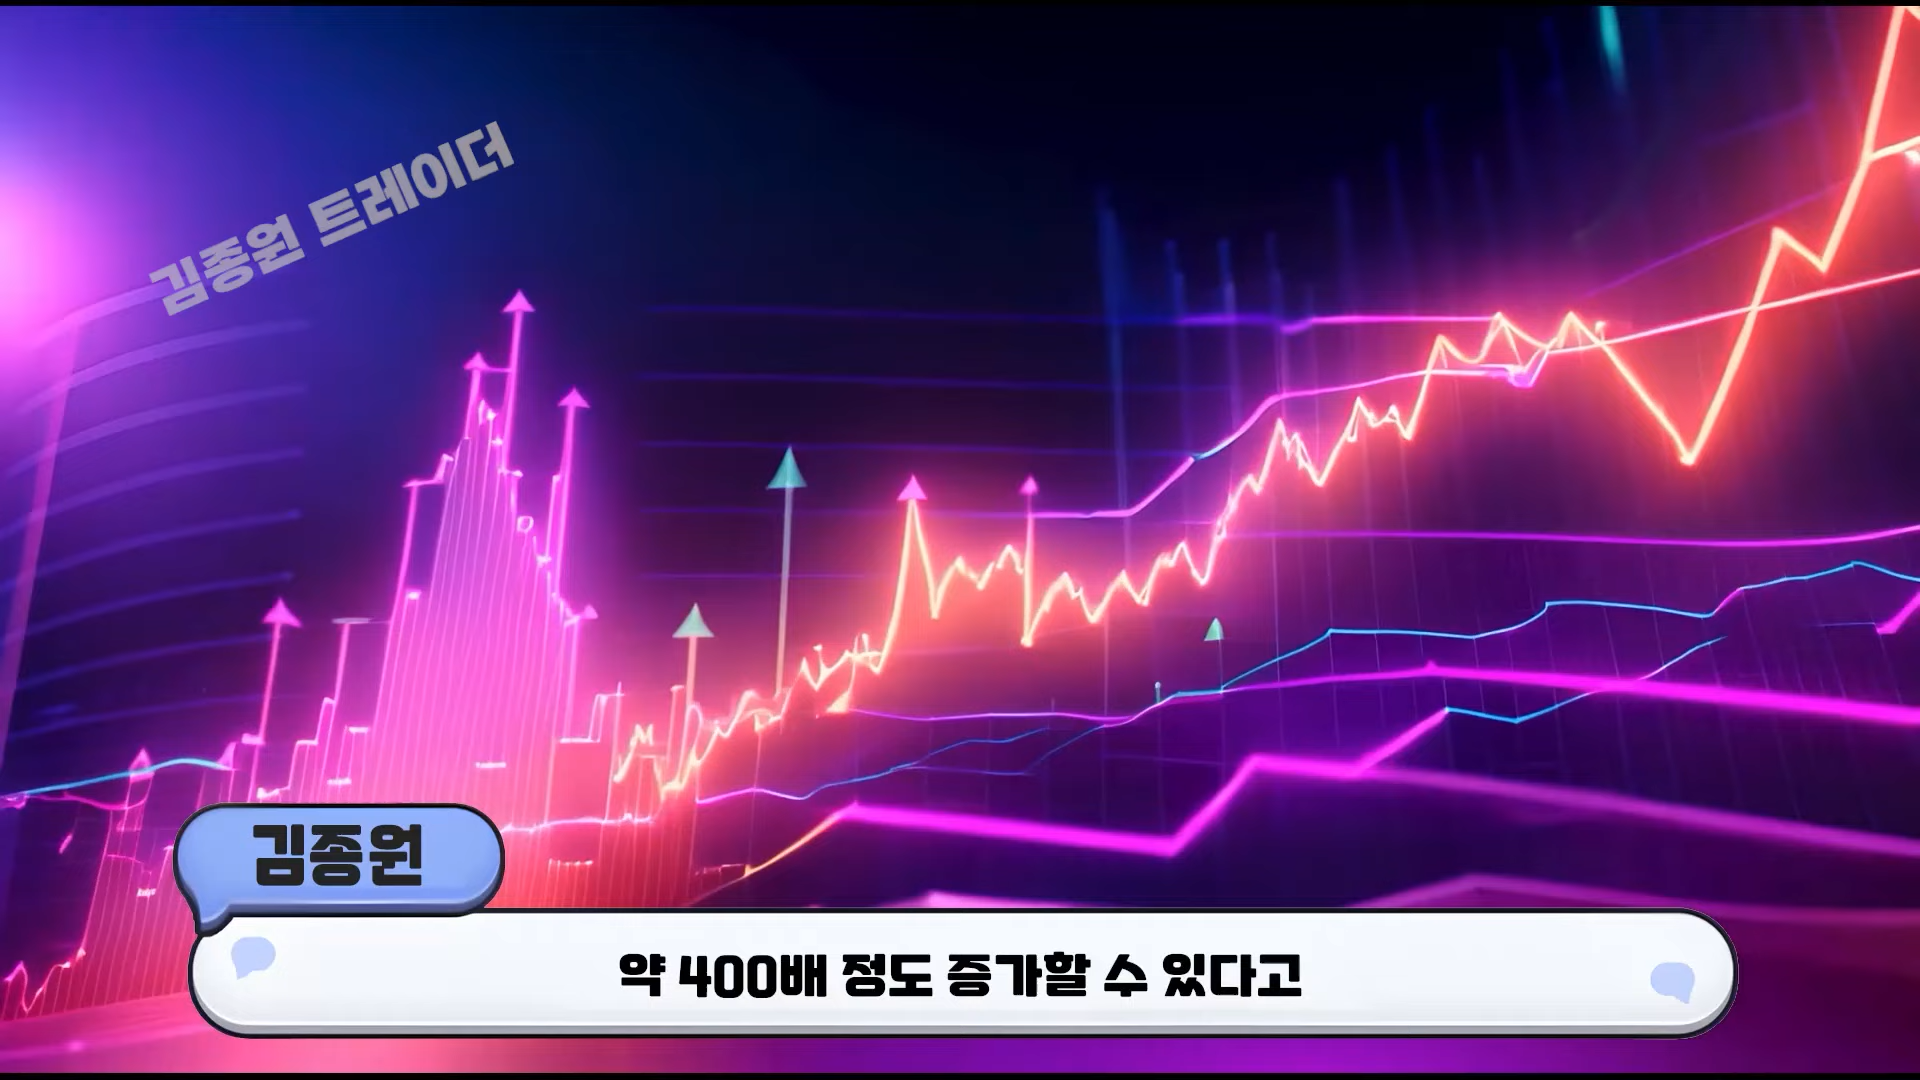 김종원 트레이더
김종원
약 400배 정도 증가할 수 있다고